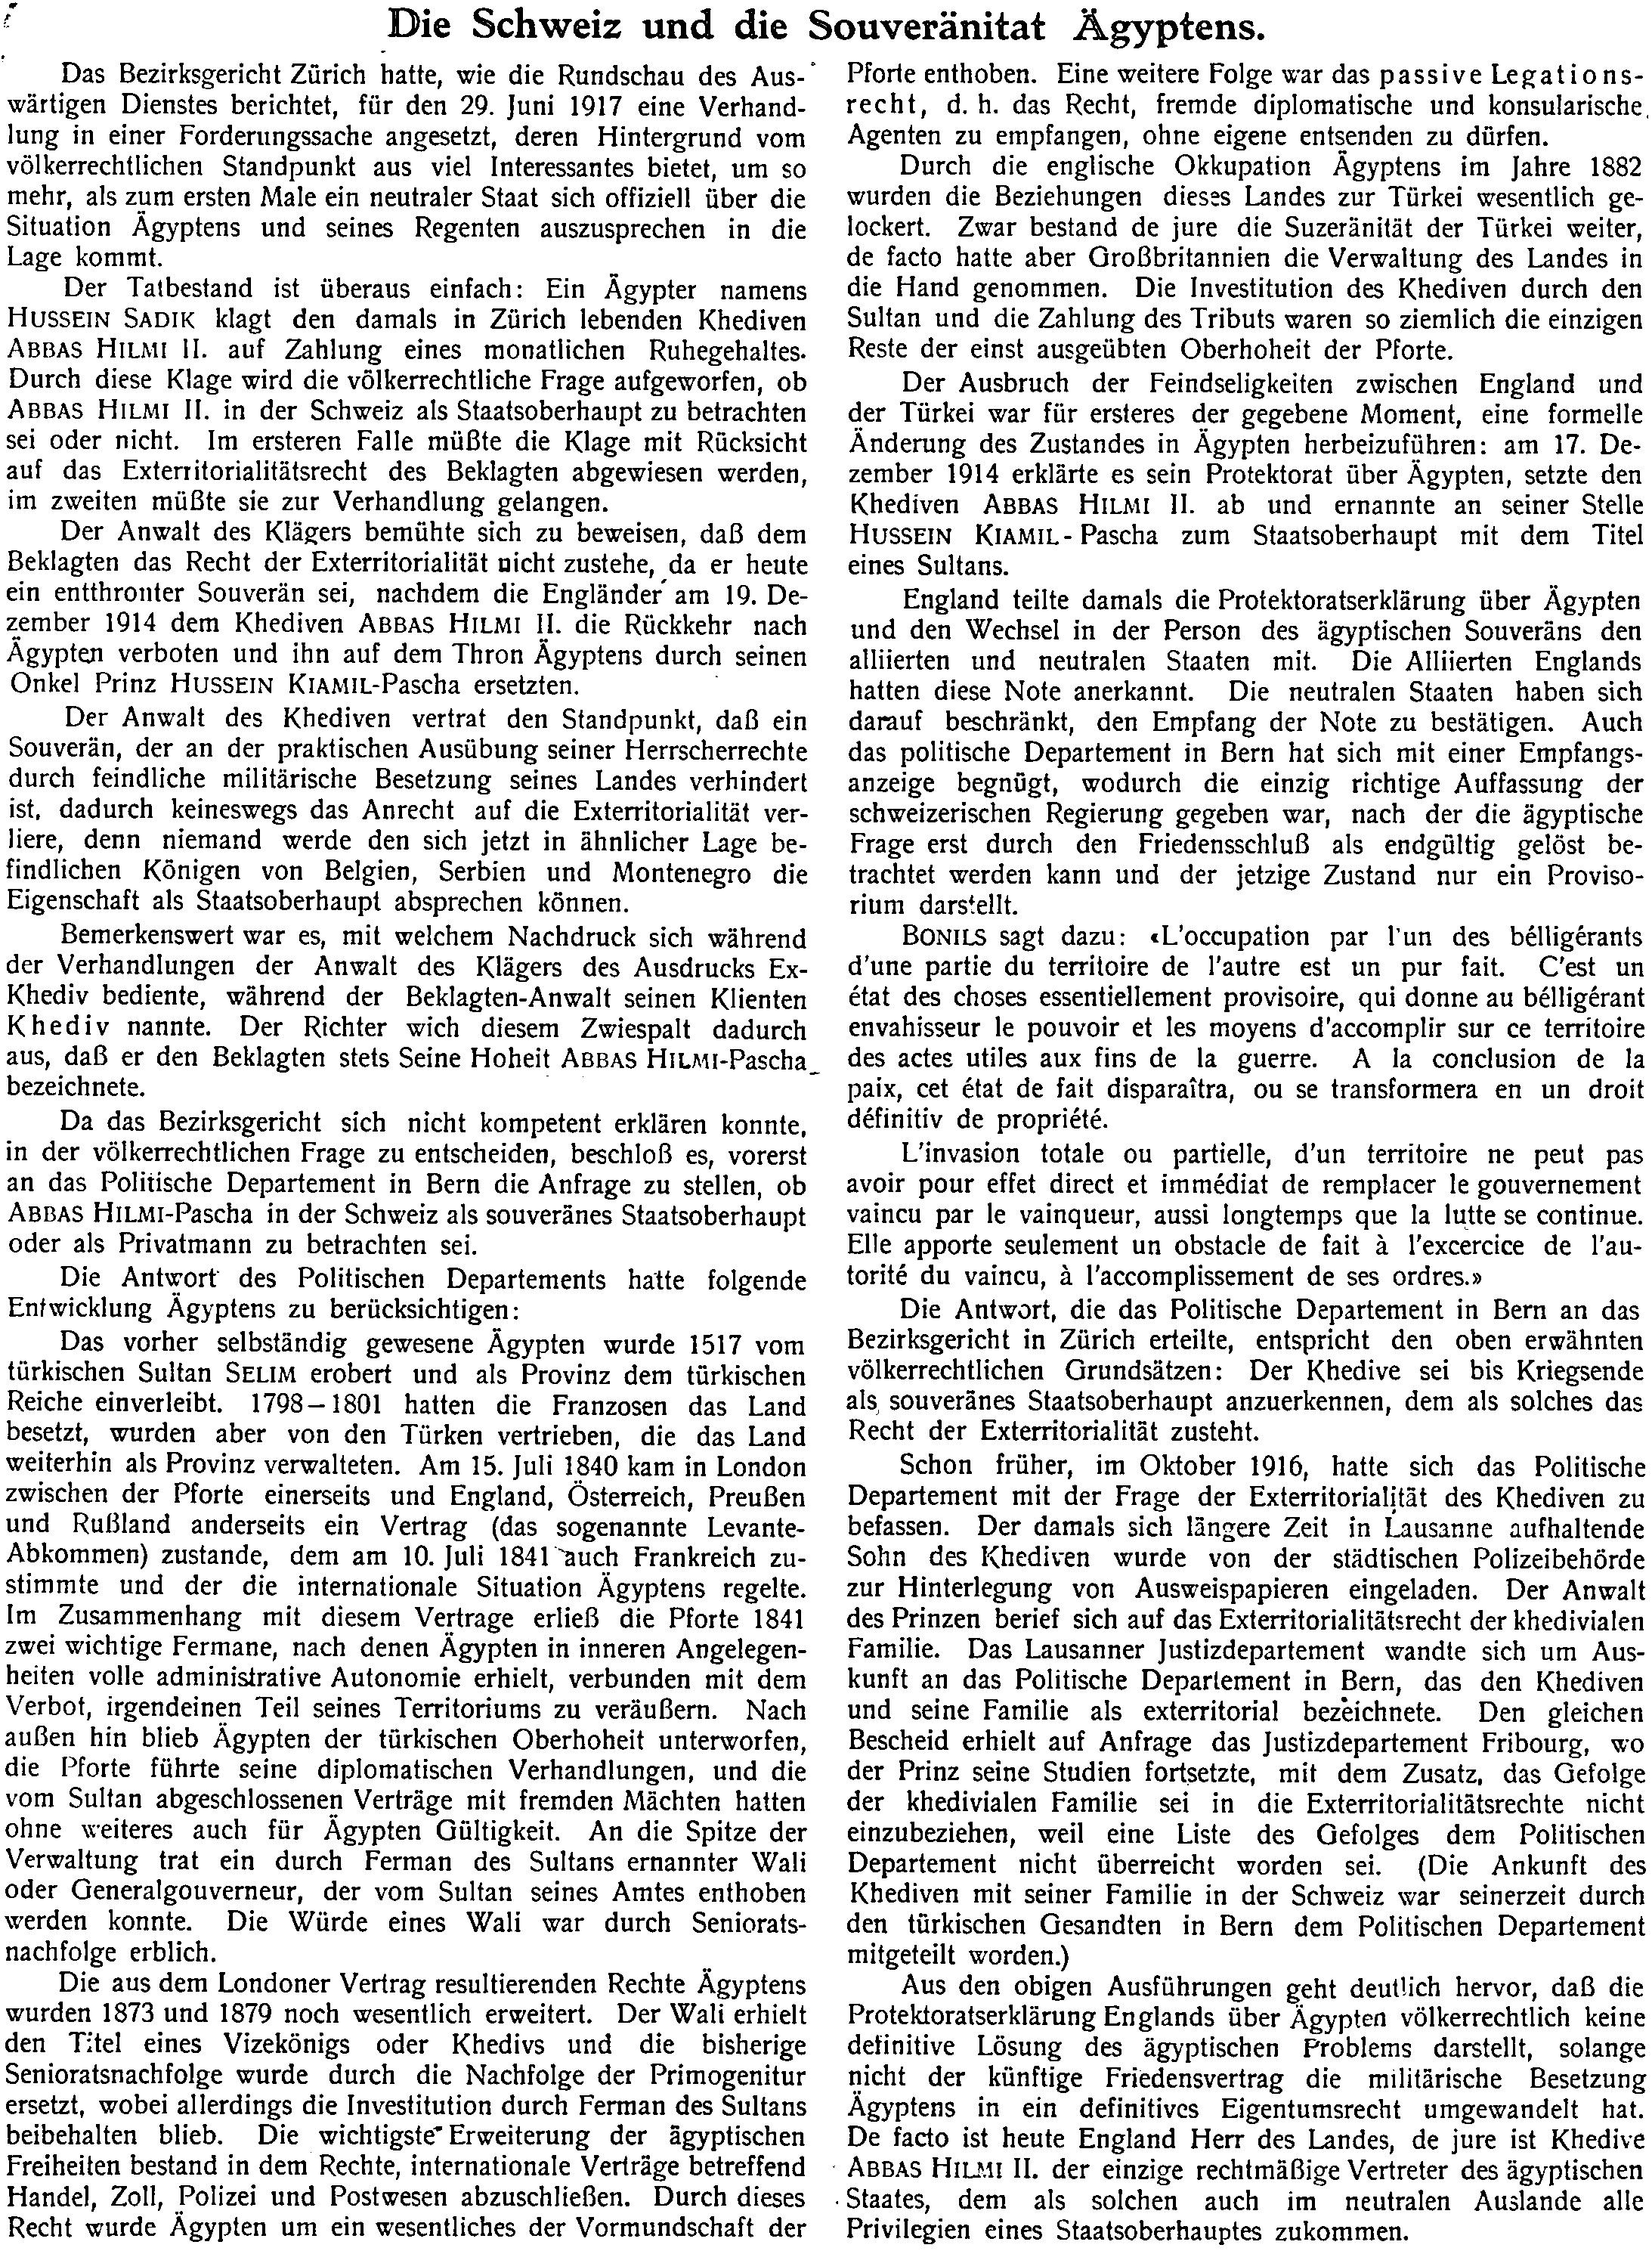 Die Schweiz und die Souveränitat Ägyptens.
Das Bezirksgericht Zürich hatte, wie die Rundschau des Aus-
wärtigen Dienstes berichtet, für den 29. Juni 1917 eine Verhand-
lung in einer Forderungssache angesetzt, deren Hintergrund vom
völkerrechtlichen Standpunkt aus viel Interessantes bietet, um so
mehr, als zum ersten Male ein neutraler Staat sich offiziell über die
Situation Ägyptens und seines Regenten auszusprechen in die
Lage kommt.
Der Tatbestand ist überaus einfach: Ein Ägypter namens
HUSSEIN SADIK klagt den damals in Zürich lebenden Khediven
ABBAS HILMI II. auf Zahlung eines monatlichen Ruhegehaltes.
Durch diese Klage wird die völkerrechtliche Frage aufgeworfen, ob
ABBAS HILMI II. in der Schweiz als Staatsoberhaupt zu betrachten
sei oder nicht. Im ersteren Falle müßte die Klage mit Rücksicht
auf das Exterritorialitätsrecht des Beklagten abgewiesen werden,
im zweiten müßte sie zur Verhandlung gelangen.
Der Anwalt des Klägers bemühte sich zu beweisen, daß dem
Beklagten das Recht der Exterritorialität nicht zustehe, da er heute
ein entthronter Souverän sei, nachdem die Engländer am 19. De-
zember 1914 dem Khediven ABBAS HILMI II. die Rückkehr nach
Ägypten verboten und ihn auf dem Thron Ägyptens durch seinen
Onkel Prinz HUSSEIN KIAMIL-Pascha ersetzten.
Der Anwalt des Khediven vertrat den Standpunkt, daß ein
Souverän, der an der praktischen Ausübung seiner Herrscherrechte
durch feindliche militärische Besetzung seines Landes verhindert
ist, dadurch keineswegs das Anrecht auf die Exterritorialität ver-
liere, denn niemand werde den sich jetzt in ähnlicher Lage be-
findlichen Königen von Belgien, Serbien und Montenegro die
Eigenschaft als Staatsoberhaupt absprechen können.
Bemerkenswert war es, mit welchem Nachdruck sich während
der Verhandlungen der Anwalt des Klägers des Ausdrucks Ex-
Khediv bediente, während der Beklagten-Anwalt seinen Klienten
Khediv nannte. Der Richter wich diesem Zwiespalt dadurch
aus, daß er den Beklagten stets Seine Hoheit ABBAS HILMI-Pascha
bezeichnete.
Da das Bezirksgericht sich nicht kompetent erklären konnte,
in der völkerrechtlichen Frage zu entscheiden, beschloß es, vorerst
an das Politische Departement in Bern die Anfrage zu stellen, ob
ABBAS HILMI-Pascha in der Schweiz als souveränes Staatsoberhaupt
oder als Privatmann zu betrachten sei.
Die Antwort des Politischen Departements hatte folgende
Entwicklung Ägyptens zu berücksichtigen:
Das vorher selbständig gewesene Ägypten wurde 1517 vom
türkischen Sultan SELIM erobert und als Provinz dem türkischen
Reiche einverleibt. 1798–1801 hatten die Franzosen das Land
besetzt, wurden aber von den Türken vertrieben, die das Land
weiterhin als Provinz verwalteten. Am 15. Juli 1840 kam in London
zwischen der Pforte einerseits und England, Österreich, Preußen
und Rußland anderseits ein Vertrag (das sogenannte Levante-
Abkommen) zustande, dem am 10. Juli 1841 auch Frankreich zu-
stimmte und der die internationale Situation Ägyptens regelte.
Im Zusammenhang mit diesem Vertrage erließ die Pforte 1841
zwei wichtige Fermane, nach denen Ägypten in inneren Angelegen-
heiten volle administrative Autonomie erhielt, verbunden mit dem
Verbot, irgendeinen Teil seines Territoriums zu veräußern. Nach
außen hin blieb Ägypten der türkischen Oberhoheit unterworfen,
die Pforte führte seine diplomatischen Verhandlungen, und die
vom Sultan abgeschlossenen Verträge mit fremden Mächten hatten
ohne weiteres auch für Ägypten Gültigkeit. An die Spitze der
Verwaltung trat ein durch Ferman des Sultans ernannter Wali
oder Generalgouverneur, der vom Sultan seines Amtes enthoben
werden konnte. Die Würde eines Wali war durch Seniorats-
nachfolge erblich.
Die aus dem Londoner Vertrag resultierenden Rechte Ägyptens
wurden 1873 und 1879 noch wesentlich erweitert. Der Wali erhielt
den Titel eines Vizekönigs oder Khedivs und die bisherige
Senioratsnachfolge wurde durch die Nachfolge der Primogenitur
ersetzt, wobei allerdings die Investitution durch Ferman des Sultans
beibehalten blieb. Die wichtigste Erweiterung der ägyptischen
Freiheiten bestand in dem Rechte, internationale Verträge betreffend
Handel, Zoll, Polizei und Postwesen abzuschließen. Durch dieses
Recht wurde Ägypten um ein wesentliches der Vormundschaft der
Pforte enthoben. Eine weitere Folge war das passive Legations-
recht, d. h. das Recht, fremde diplomatische und konsularische
Agenten zu empfangen, ohne eigene entsenden zu dürfen.
Durch die englische Okkupation Ägyptens im Jahre 1882
wurden die Beziehungen dieses Landes zur Türkei wesentlich ge-
lockert. Zwar bestand de jure die Suzeränität der Türkei weiter,
de facto hatte aber Großbritannien die Verwaltung des Landes in
die Hand genommen. Die Investitution des Khediven durch den
Sultan und die Zahlung des Tributs waren so ziemlich die einzigen
Reste der einst ausgeübten Oberhoheit der Pforte.
Der Ausbruch der Feindseligkeiten zwischen England und
der Türkei war für ersteres der gegebene Moment, eine formelle
Änderung des Zustandes in Ägypten herbeizuführen: am 17. De-
zember 1914 erklärte es sein Protektorat über Ägypten, setzte den
Khediven ABBAS HILMI II. ab und ernannte an seiner Stelle
HUSSEIN KIAMIL-Pascha zum Staatsoberhaupt mit dem Titel
eines Sultans.
England teilte damals die Protektoratserklärung über Ägypten
und den Wechsel in der Person des ägyptischen Souveräns den
alliierten und neutralen Staaten mit. Die Alliierten Englands
hatten diese Note anerkannt. Die neutralen Staaten haben sich
darauf beschränkt, den Empfang der Note zu bestätigen. Auch
das politische Departement in Bern hat sich mit einer Empfangs-
anzeige begnügt, wodurch die einzig richtige Auffassung der
schweizerischen Regierung gegeben war, nach der die ägyptische
Frage erst durch den Friedensschluß als endgültig gelöst be-
trachtet werden kann und der jetzige Zustand nur ein Proviso-
rium darstellt.
BONILS sagt dazu: «L'occupation par l'un des bélligérants
d'une partie du territoire de l'autre est un pur fait. C'est un
état des choses essentiellement provisoire, qui donne au bélligérant
envahisseur le pouvoir et les moyens d'accomplir sur ce territoire
des actes utiles aux fins de la guerre. A la conclusion de la
paix, cet état de fait disparaîtra, ou se transformera en un droit
définitiv de propriété.
L'invasion totale ou partielle, d'un territoire ne peut pas
avoir pour effet direct et immédiat de remplacer le gouvernement
vaincu par le vainqueur, aussi longtemps que la lutte se continue.
Elle apporte seulement un obstacle de fait à l'excercice de l'au-
torité du vaincu, à l'accomplissement de ses ordres.»
Die Antwort, die das Politische Departement in Bern an das
Bezirksgericht in Zürich erteilte, entspricht den oben erwähnten
völkerrechtlichen Grundsätzen: Der Khedive sei bis Kriegsende
als souveränes Staatsoberhaupt anzuerkennen, dem als solches das
Recht der Exterritorialität zusteht.
Schon früher, im Oktober 1916, hatte sich das Politische
Departement mit der Frage der Exterritorialität des Khediven zu
befassen. Der damals sich längere Zeit in Lausanne aufhaltende
Sohn des Khediven wurde von der städtischen Polizeibehörde
zur Hinterlegung von Ausweispapieren eingeladen. Der Anwalt
des Prinzen berief sich auf das Exterritorialitätsrecht der khedivialen
Familie. Das Lausanner Justizdepartement wandte sich um Aus-
kunft an das Politische Departement in Bern, das den Khediven
und seine Familie als exterritorial bezeichnete. Den gleichen
Bescheid erhielt auf Anfrage das Justizdepartement Fribourg, wo
der Prinz seine Studien fortsetzte, mit dem Zusatz, das Gefolge
der khedivialen Familie sei in die Exterritorialitätsrechte nicht
einzubeziehen, weil eine Liste des Gefolges dem Politischen
Departement nicht überreicht worden sei. (Die Ankunft des
Khediven mit seiner Familie in der Schweiz war seinerzeit durch
den türkischen Gesandten in Bern dem Politischen Departement
mitgeteilt worden.)
Aus den obigen Ausführungen geht deutlich hervor, daß die
Protektoratserklärung Englands über Ägypten völkerrechtlich keine
definitive Lösung des ägyptischen Problems darstellt, solange
nicht der künftige Friedensvertrag die militärische Besetzung
Ägyptens in ein definitives Eigentumsrecht umgewandelt hat.
De facto ist heute England Herr des Landes, de jure ist Khedive
ABBAS HILMI II. der einzige rechtmäßige Vertreter des ägyptischen
Staates, dem als solchen auch im neutralen Auslande alle
Privilegien eines Staatsoberhauptes zukommen.